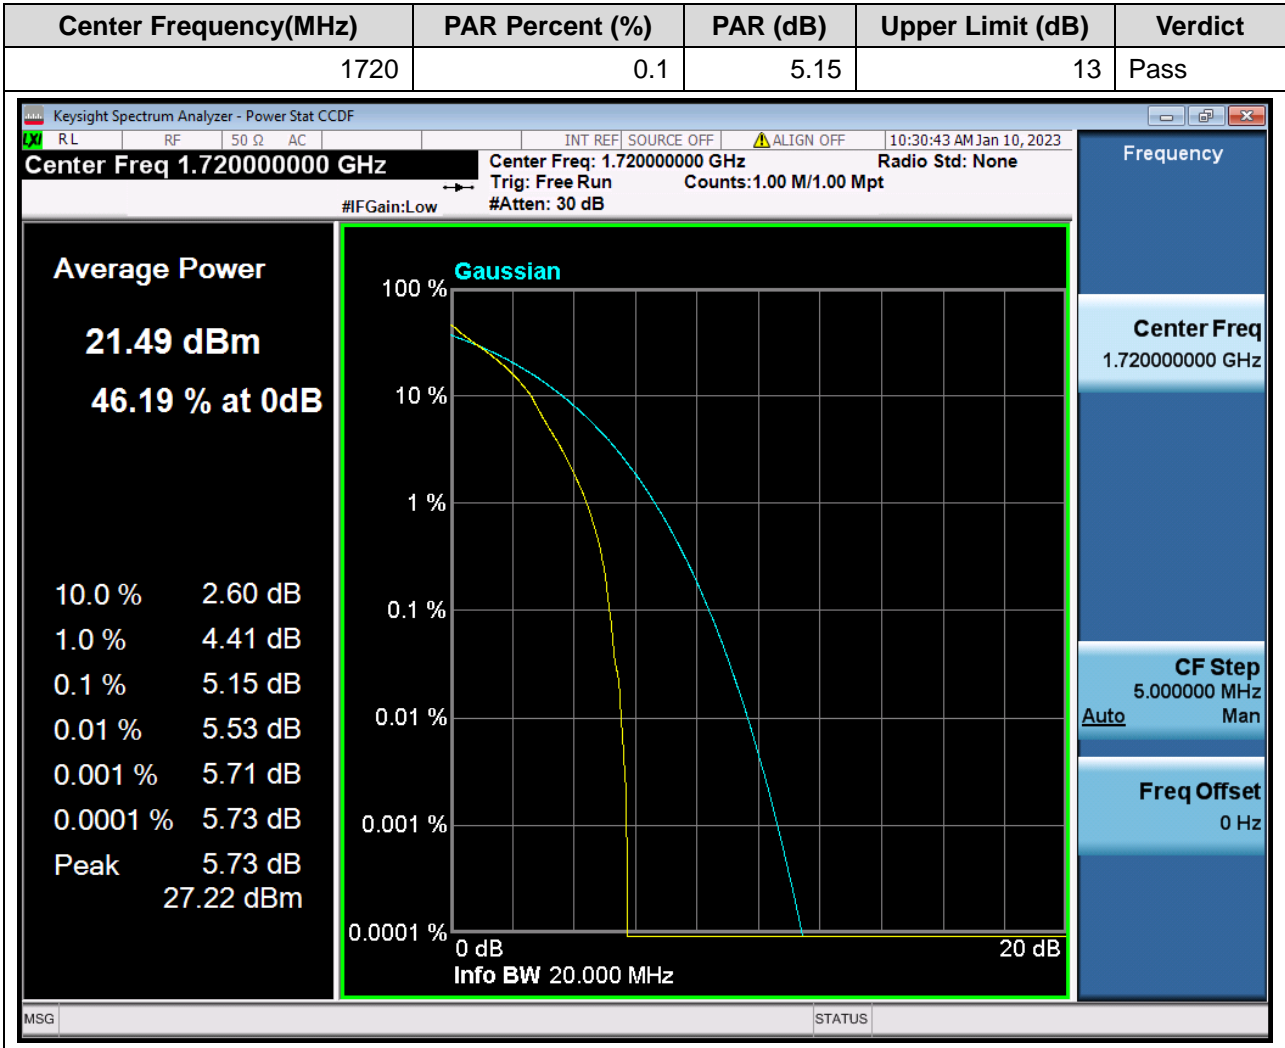 Center Frequency(MHz) PAR Percent (%) PAR (dB) Upper Limit (dB) Verdict
1720 0.1 5.15 13 Pass
Keysight Spectrum Analyzer - Power Stat CCDF
LXI RL RF 50 Ω AC INT REF SOURCE OFF ALIGN OFF 10:30:43 AM Jan 10, 2023
Center Freq 1.720000000 GHz
Center Freq: 1.720000000 GHz Radio Std: None
Trig: Free Run Counts:1.00 M/1.00 Mpt
#IFGain:Low #Atten: 30 dB
Average Power
21.49 dBm
46.19 % at 0dB
10.0 % 2.60 dB
1.0 % 4.41 dB
0.1 % 5.15 dB
0.01 % 5.53 dB
0.001 % 5.71 dB
0.0001 % 5.73 dB
Peak 5.73 dB
27.22 dBm
Gaussian
100 %
10 %
1 %
0.1 %
0.01 %
0.001 %
0.0001 %
0 dB 20 dB
Info BW 20.000 MHz
Frequency
Center Freq
1.720000000 GHz
CF Step
5.000000 MHz
Auto Man
Freq Offset
0 Hz
MSG STATUS